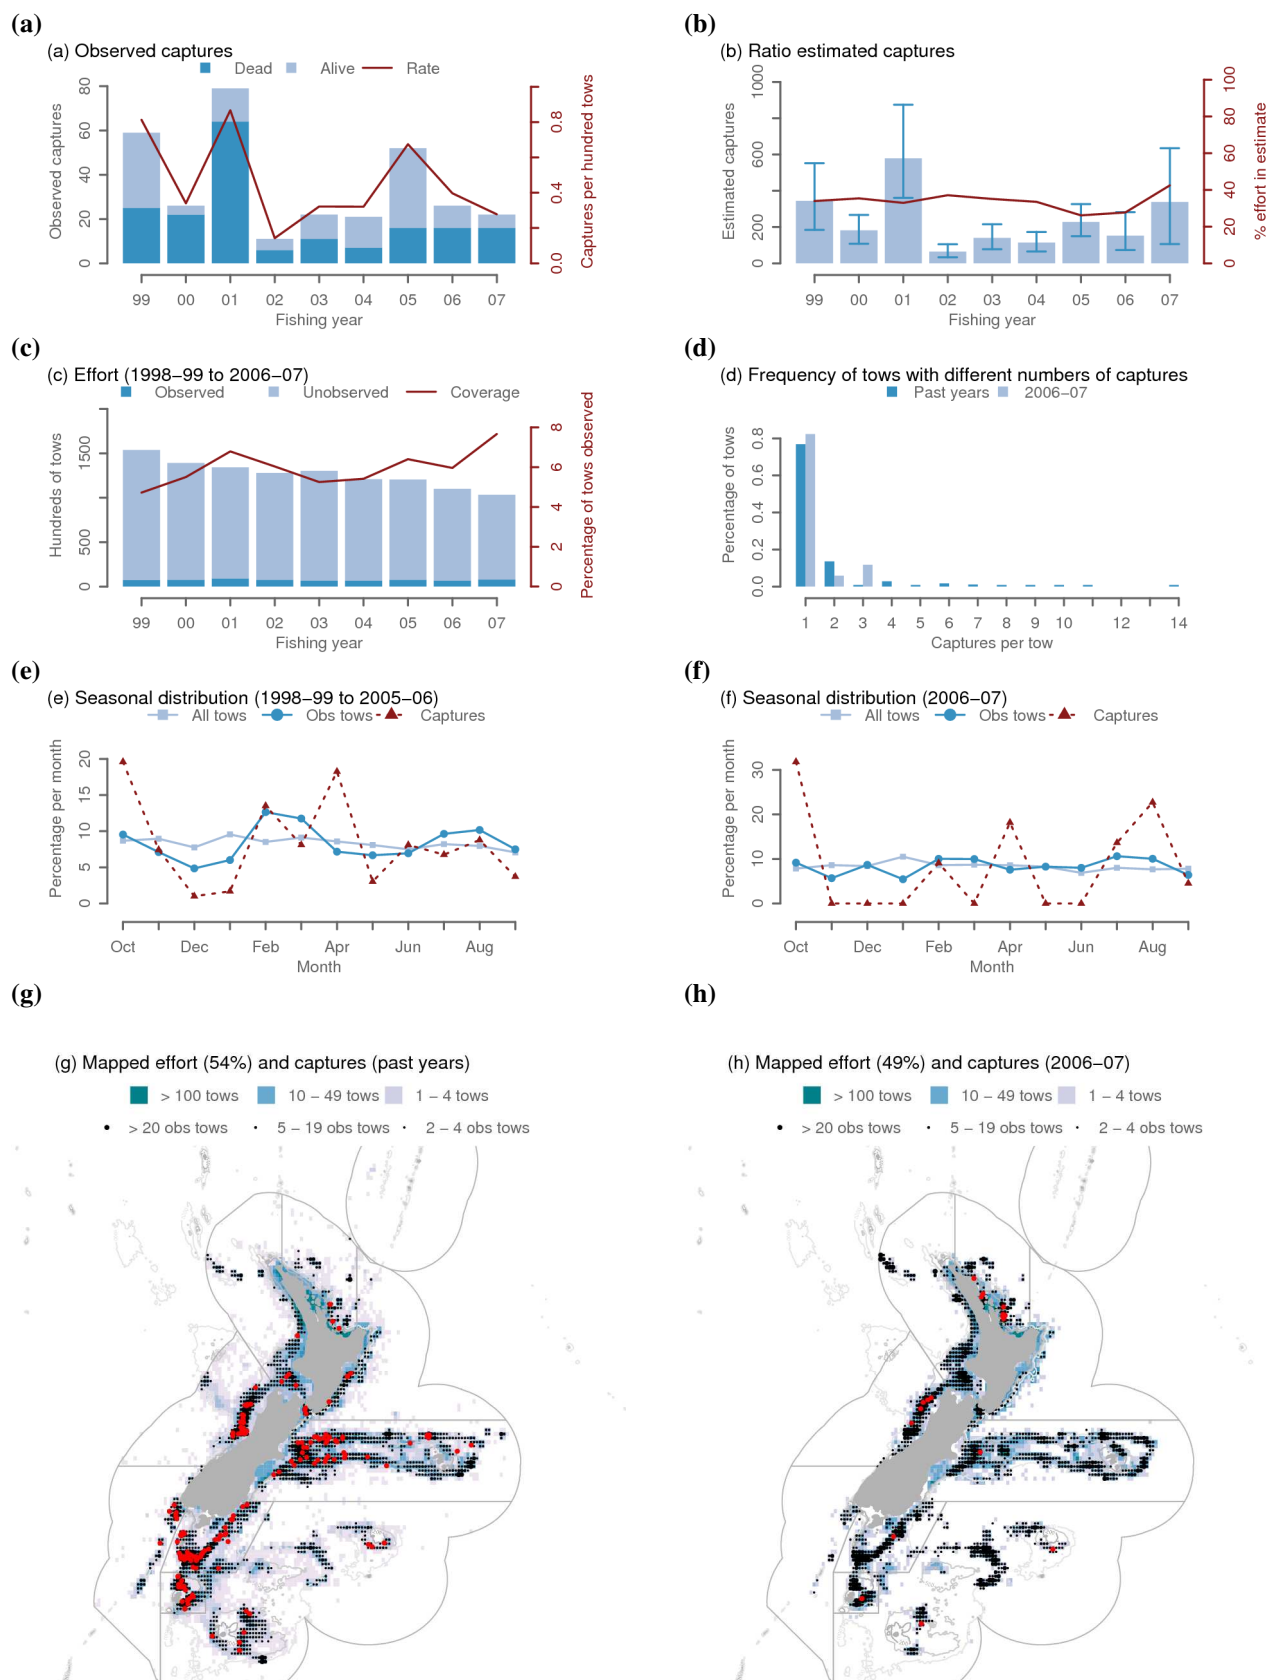 (a)
(a) Observed captures
Dead Alive Rate
Observed captures
0 20 40 60 80
0.0 0.4 0.8
Captures per hundred tows
99 00 01 02 03 04 05 06 07
Fishing year
(b)
(b) Ratio estimated captures
Estimated captures
0 200 600 1000
0 20 40 60 80 100
% effort in estimate
99 00 01 02 03 04 05 06 07
Fishing year
(c)
(c) Effort (1998–99 to 2006–07)
Observed Unobserved Coverage
Hundreds of tows
0 500 1500
0 2 4 6 8
Percentage of tows observed
99 00 01 02 03 04 05 06 07
Fishing year
(d)
(d) Frequency of tows with different numbers of captures
Past years 2006–07
Percentage of tows
0.0 0.2 0.4 0.6 0.8
1 2 3 4 5 6 7 8 9 10 12 14
Captures per tow
(e)
(e) Seasonal distribution (1998–99 to 2005–06)
All tows Obs tows Captures
Percentage per month
0 5 10 15 20
Oct Dec Feb Apr Jun Aug
Month
(f)
(f) Seasonal distribution (2006–07)
All tows Obs tows Captures
Percentage per month
0 10 20 30
Oct Dec Feb Apr Jun Aug
Month
(g)
(g) Mapped effort (54%) and captures (past years)
> 100 tows 10 – 49 tows 1 – 4 tows
> 20 obs tows 5 – 19 obs tows 2 – 4 obs tows
(h)
(h) Mapped effort (49%) and captures (2006–07)
> 100 tows 10 – 49 tows 1 – 4 tows
> 20 obs tows 5 – 19 obs tows 2 – 4 obs tows